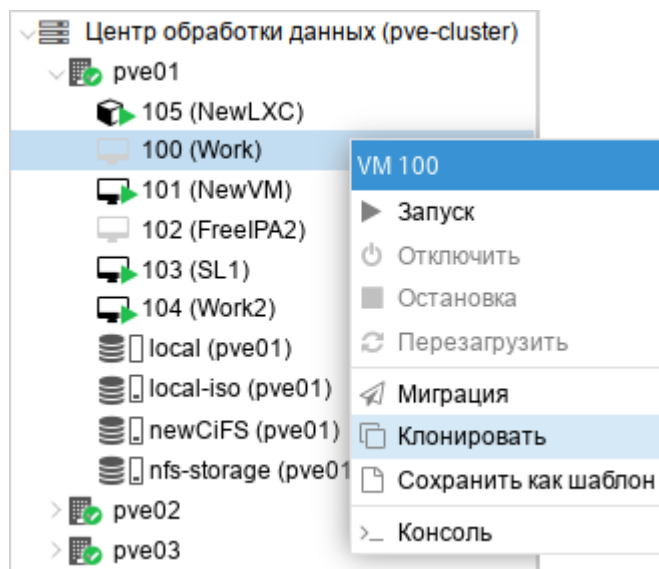 Центр обработки данных (pve-cluster)
pve01
105 (NewLXC)
100 (Work)
101 (NewVM)
102 (FreeIPA2)
103 (SL1)
104 (Work2)
local (pve01)
local-iso (pve01)
newCiFS (pve01)
nfs-storage (pve01
pve02
pve03
VM 100
Запуск
Отключить
Остановка
Перезагрузить
Миграция
Клонировать
Сохранить как шаблон
Консоль